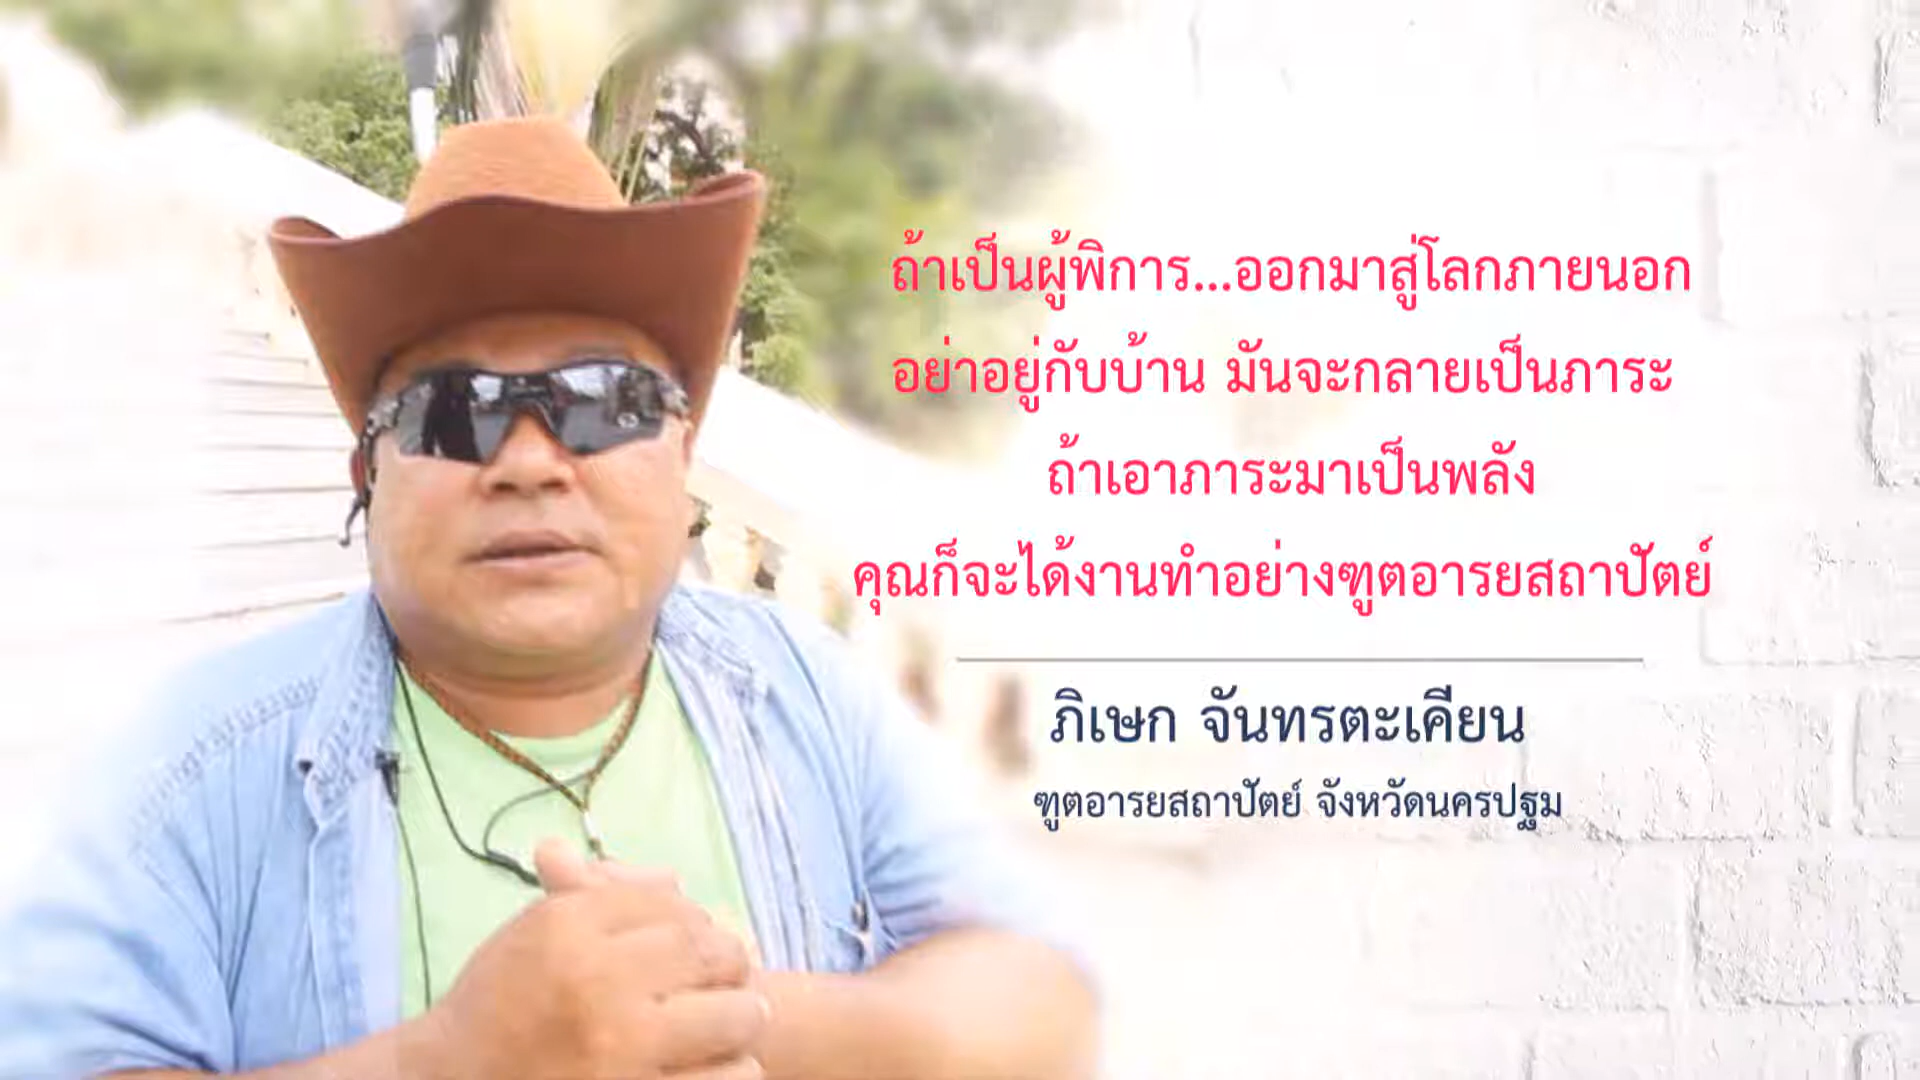 ถ้าเป็นผู้พิการ...ออกมาสู่โลกภายนอก
อย่าอยู่กับบ้าน มันจะกลายเป็นภาระ
ถ้าเอาภาระมาเป็นพลัง
คุณก็จะได้งานทำอย่างฑูตอารยสถาปัตย์
ภิเษก จันทรตะเคียน
ฑูตอารยสถาปัตย์ จังหวัดนครปฐม